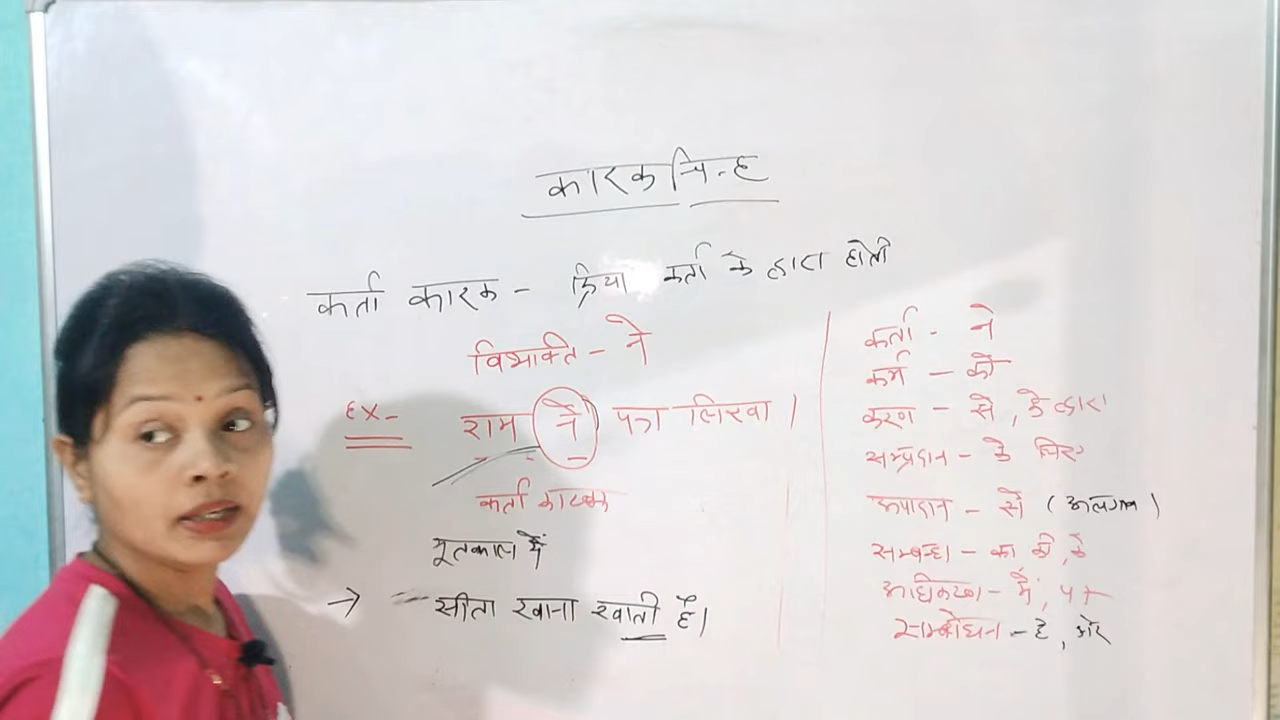 कारक चिन्ह
कर्ता कारक - क्रिया कर्ता के द्वारा होती
विभक्ति - ने
Ex-
राम ने पत्र लिखा।
कर्ता कारक
भूतकाल में
→ सीता खाना खाती है।
कर्ता - ने
कर्म - को
करण - से, के द्वारा
सम्प्रदान - के लिए
अपादान - से (अलगाव)
सम्बन्ध - का की, के
अधिकरण - में, पर
सम्बोधन - हे, अरे